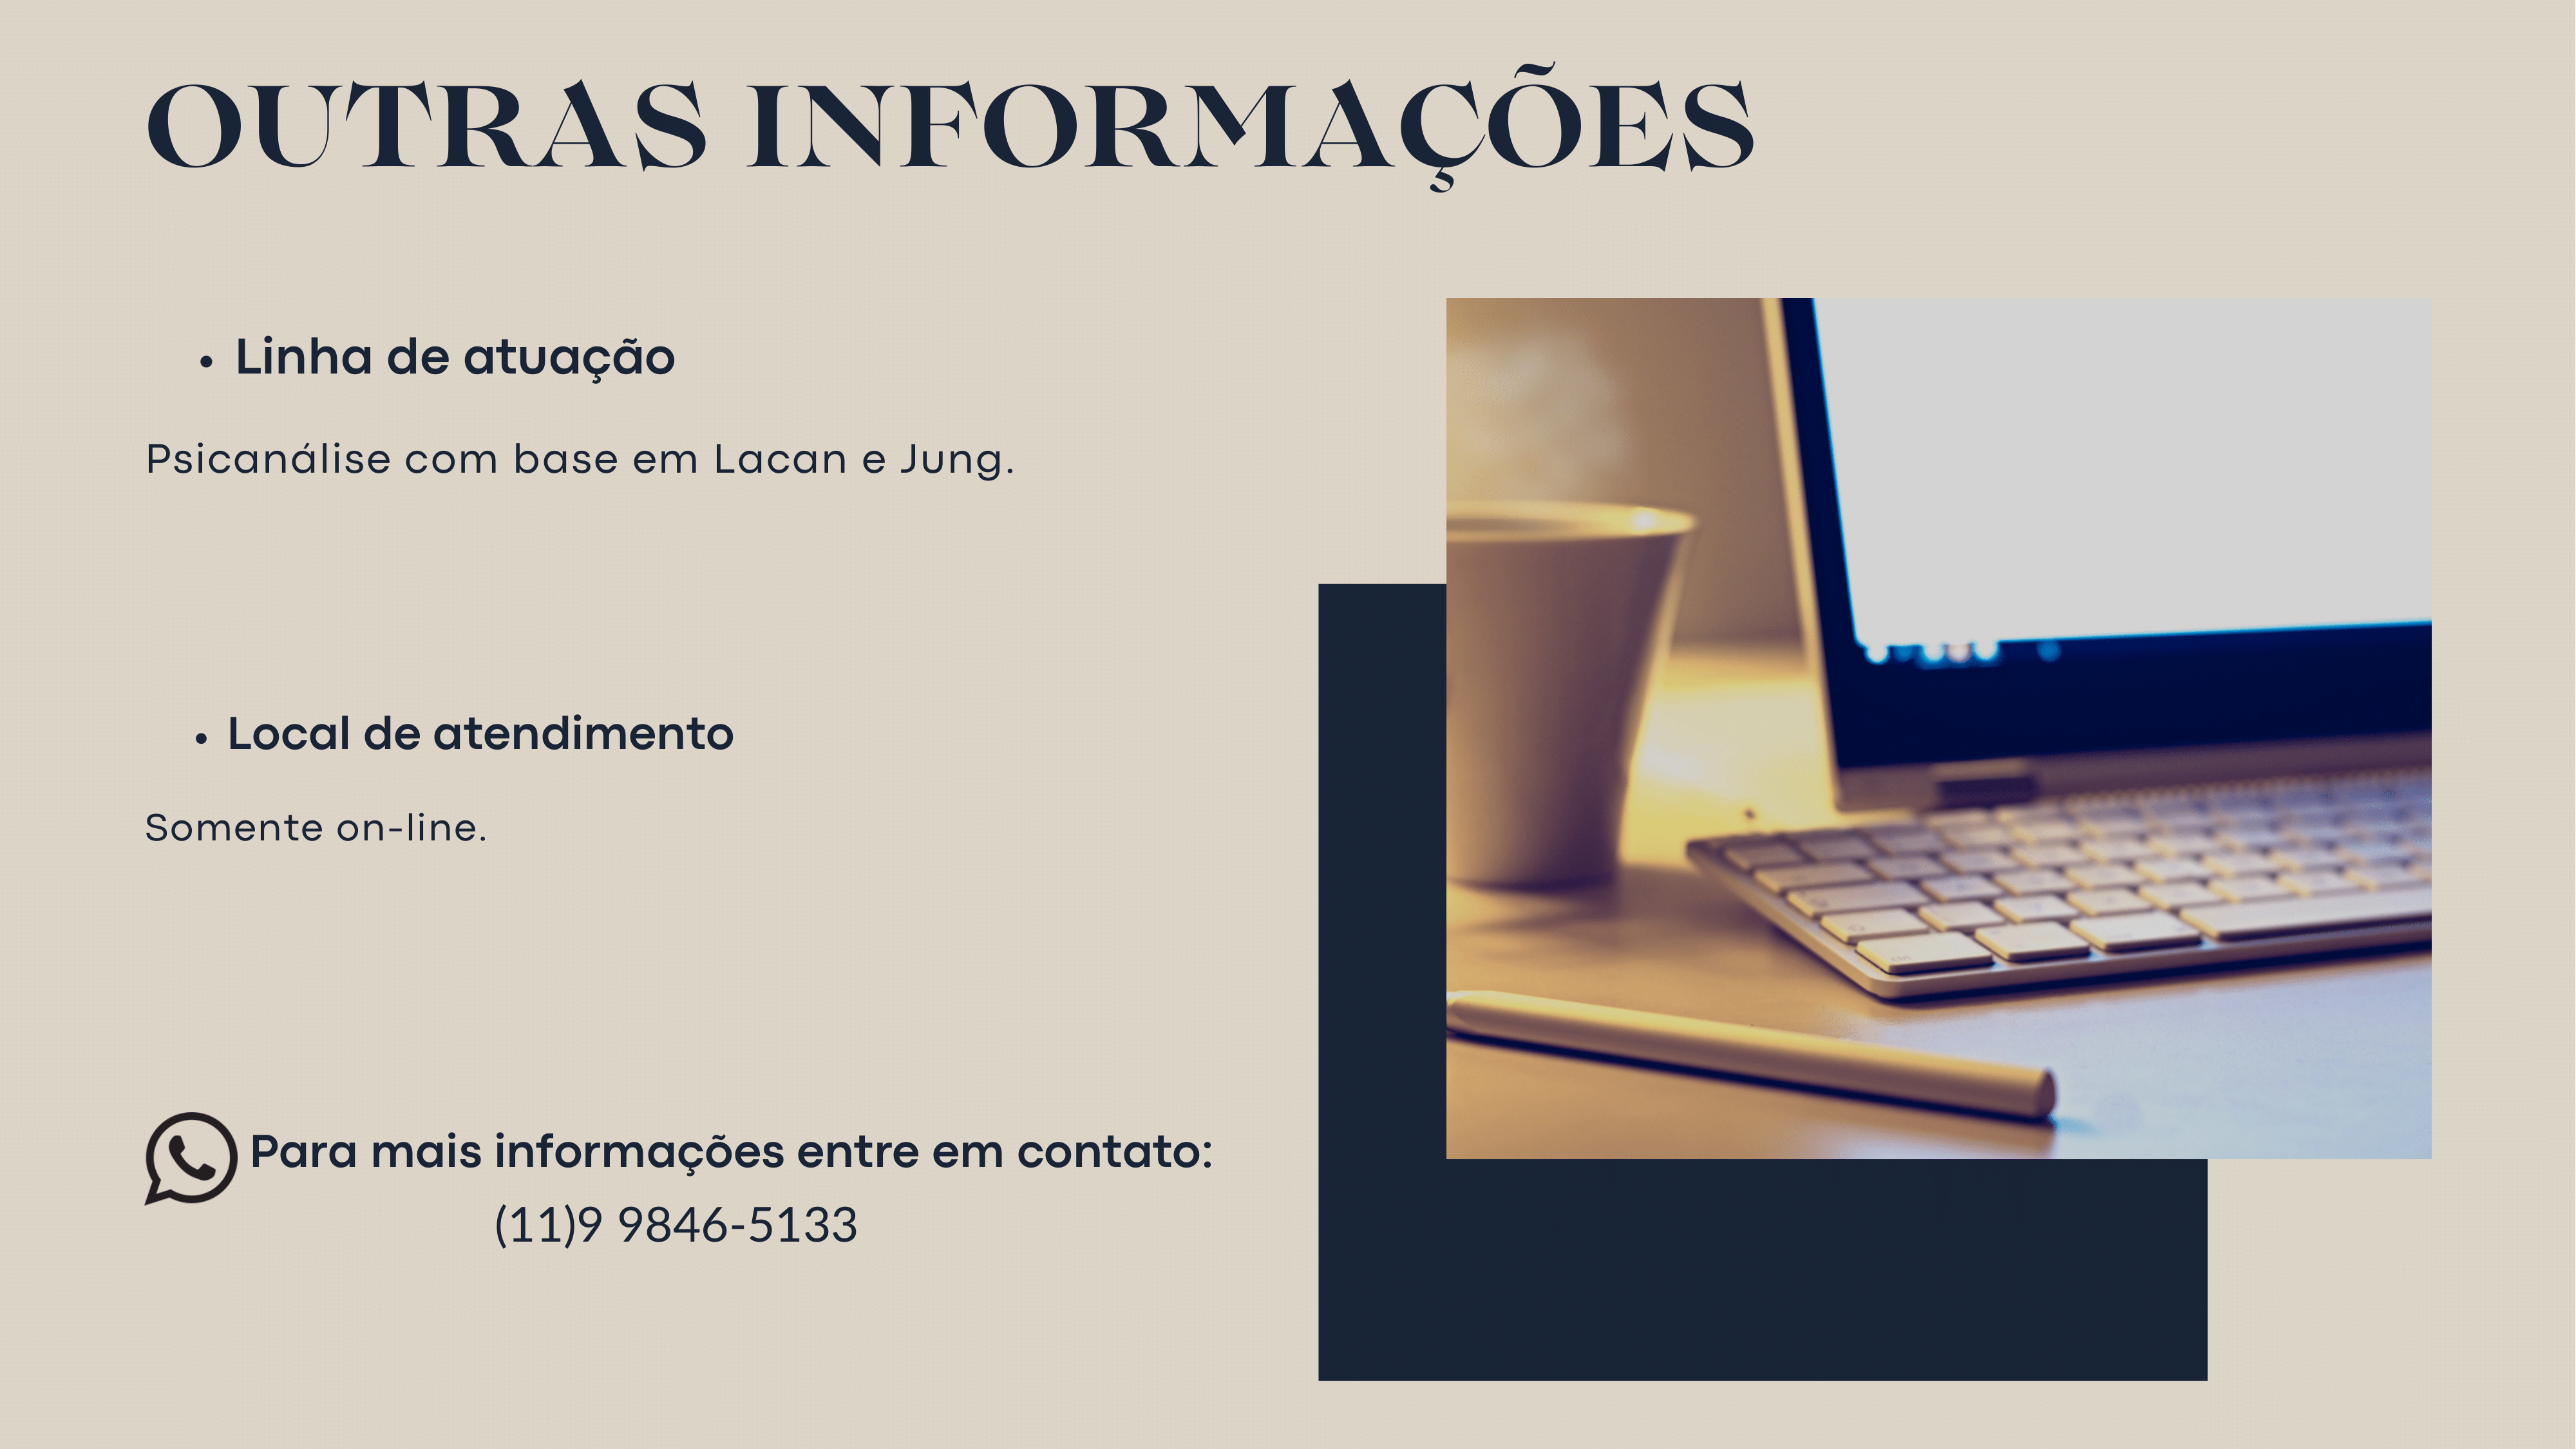 OUTRAS INFORMAÇÕES
• Linha de atuação
Psicanálise com base em Lacan e Jung.
• Local de atendimento
Somente on-line.
Para mais informações entre em contato:
(11)9 9846-5133